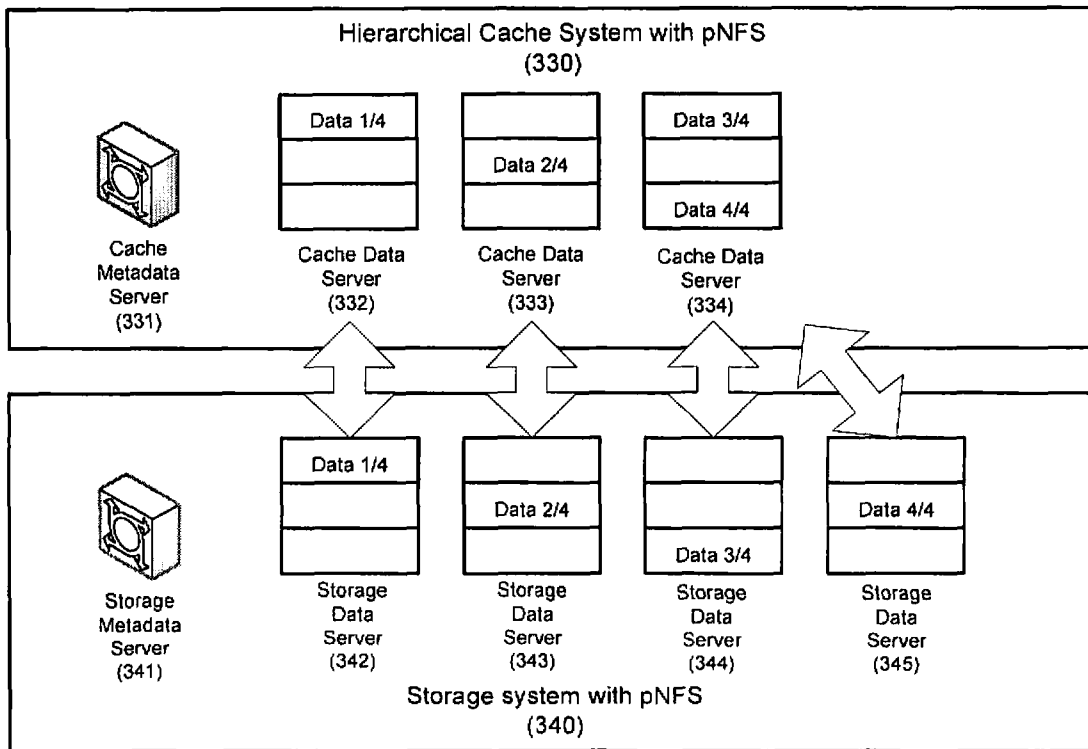 Hierarchical Cache System with pNFS
(330)
Data 1/4
Data 2/4
Data 3/4
Data 4/4
Cache
Metadata
Server
(331)
Cache Data
Server
(332)
Cache Data
Server
(333)
Cache Data
Server
(334)
Data 1/4
Data 2/4
Data 3/4
Data 4/4
Storage
Metadata
Server
(341)
Storage
Data
Server
(342)
Storage
Data
Server
(343)
Storage
Data
Server
(344)
Storage
Data
Server
(345)
Storage system with pNFS
(340)